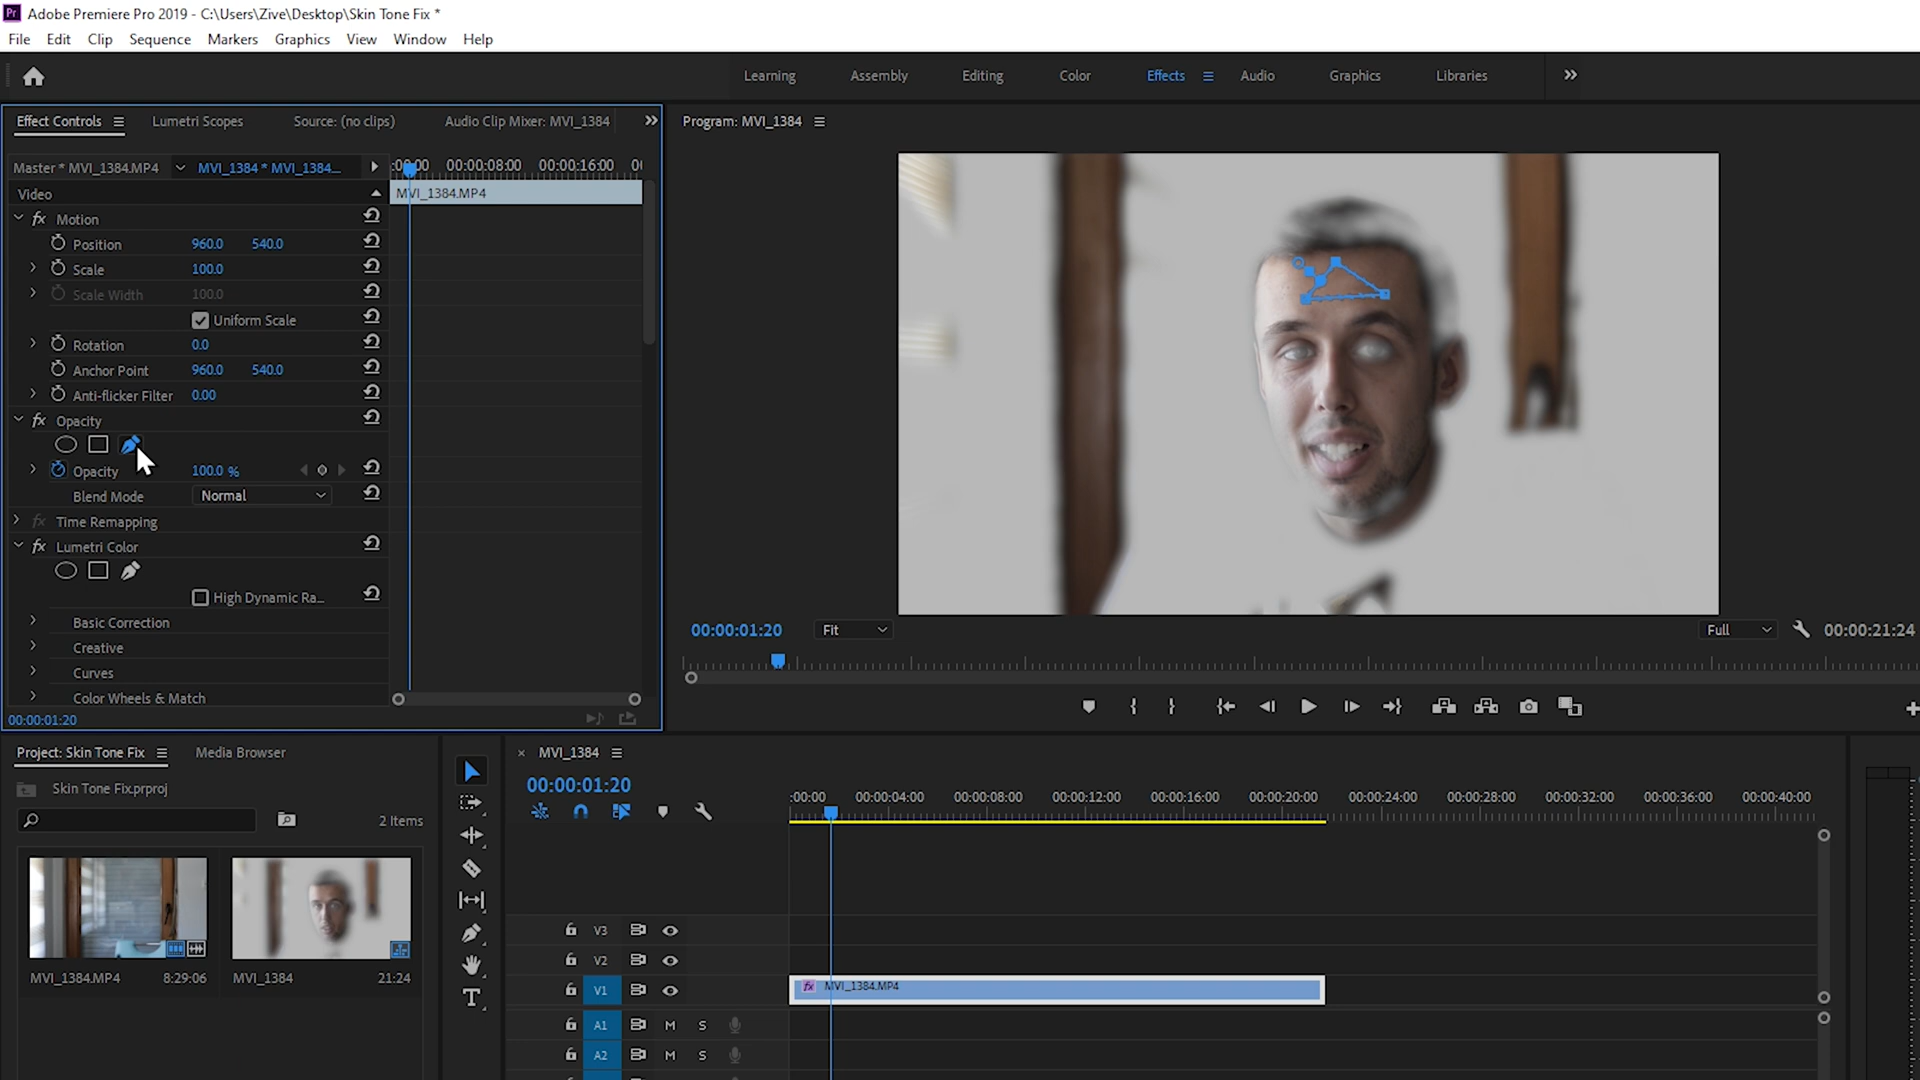 Adobe Premiere Pro 2019 - C:\Users\Zive\Desktop\Skin Tone Fix *
File Edit Clip Sequence Markers Graphics View Window Help
Learning Assembly Editing Color Effects Audio Graphics Libraries
Effect Controls Lumetri Scopes Source: (no clips) Audio Clip Mixer: MVI_1384
Program: MVI_1384
Master * MVI_1384.MP4 MVI_1384 * MVI_1384... :00:00 00:00:08:00 00:00:16:00 00
Video MVI_1384.MP4
fx Motion
Position 960.0 540.0
Scale 100.0
Scale Width 100.0
Uniform Scale
Rotation 0.0
Anchor Point 960.0 540.0
Anti-flicker Filter 0.00
fx Opacity
Opacity 100.0 %
Blend Mode Normal
fx Time Remapping
fx Lumetri Color
High Dynamic Ra...
Basic Correction
Creative
Curves
Color Wheels & Match
00:00:01:20
00:00:01:20 Fit Full 00:00:21:24
Project: Skin Tone Fix Media Browser
Skin Tone Fix.prproj
2 Items
MVI_1384.MP4 8:29:06 MVI_1384 21:24
× MVI_1384
00:00:01:20
:00:00 00:00:04:00 00:00:08:00 00:00:12:00 00:00:16:00 00:00:20:00 00:00:24:00 00:00:28:00 00:00:32:00 00:00:36:00 00:00:40:00
V3
V2
V1 fx MVI_1384.MP4
A1 M S
A2 M S